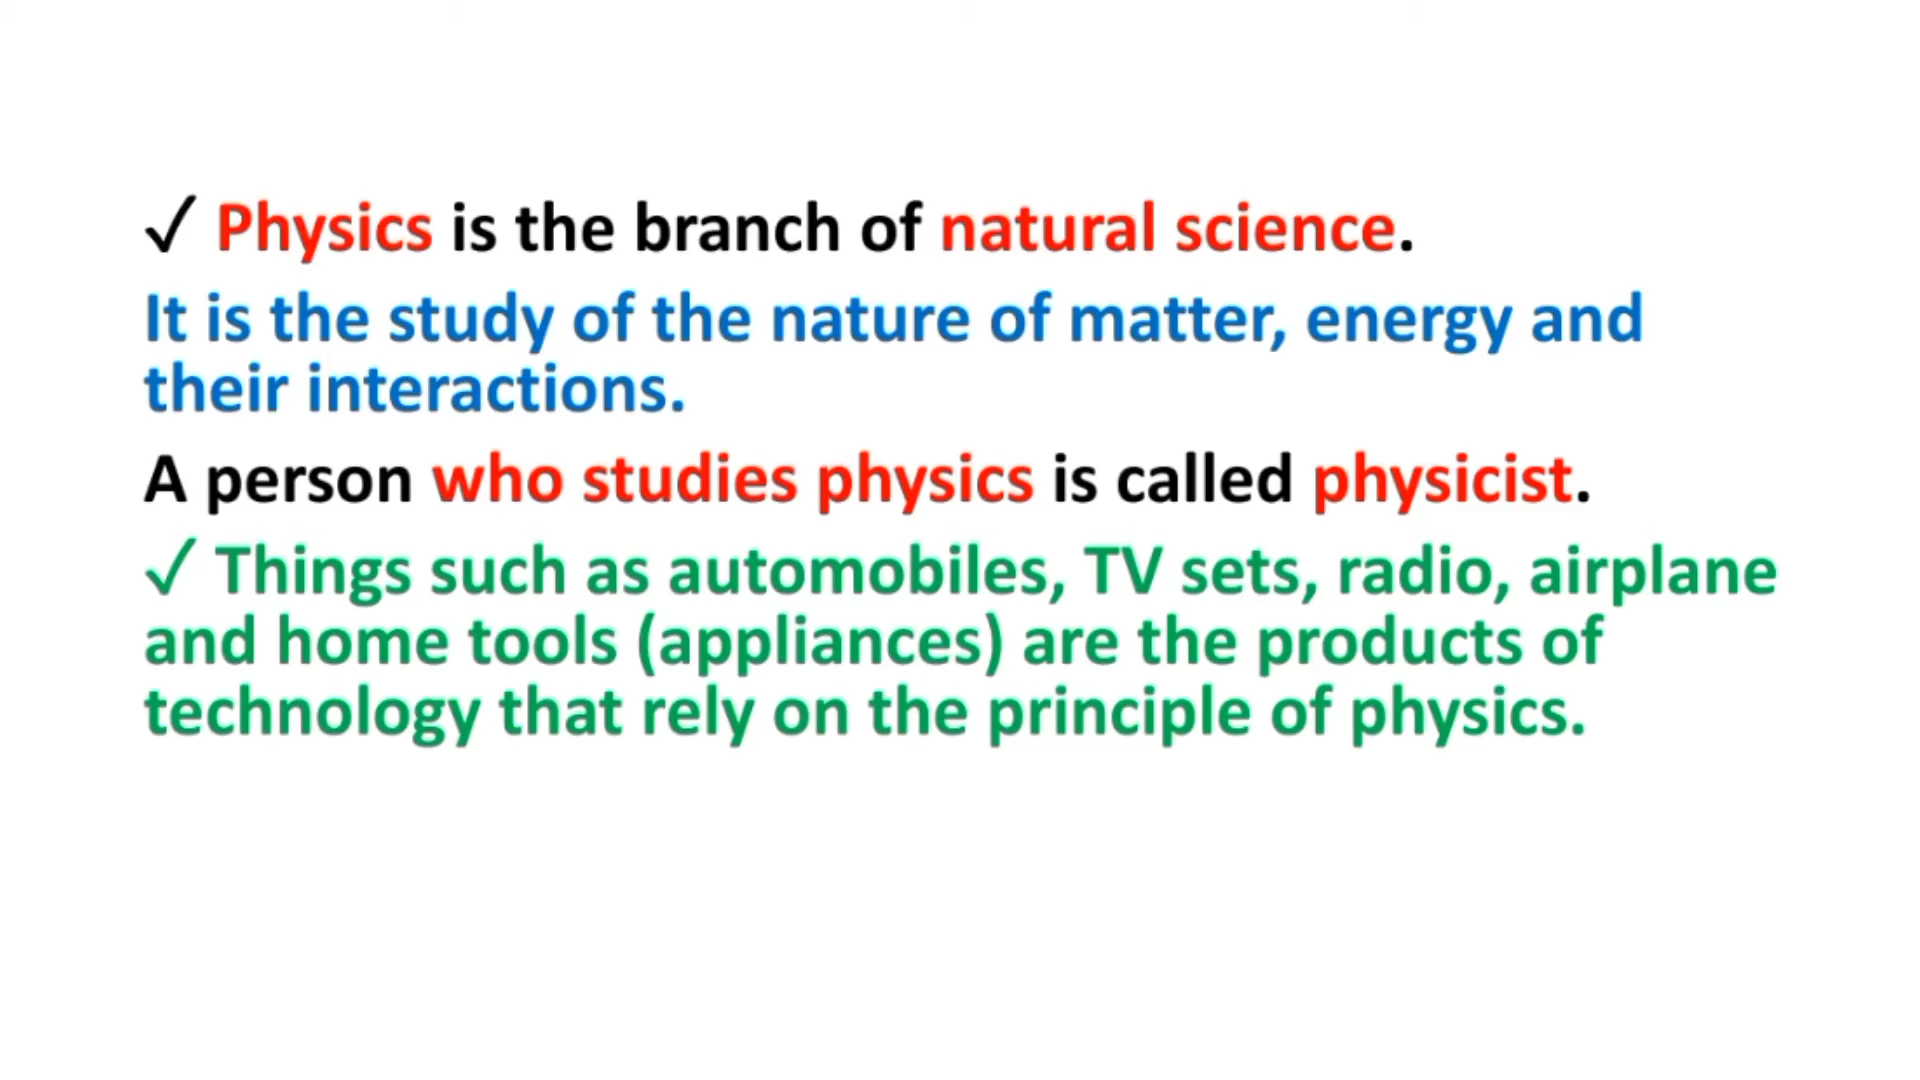 ✓ Physics is the branch of natural science.
It is the study of the nature of matter, energy and
their interactions.
A person who studies physics is called physicist.
✓ Things such as automobiles, TV sets, radio, airplane
and home tools (appliances) are the products of
technology that rely on the principle of physics.